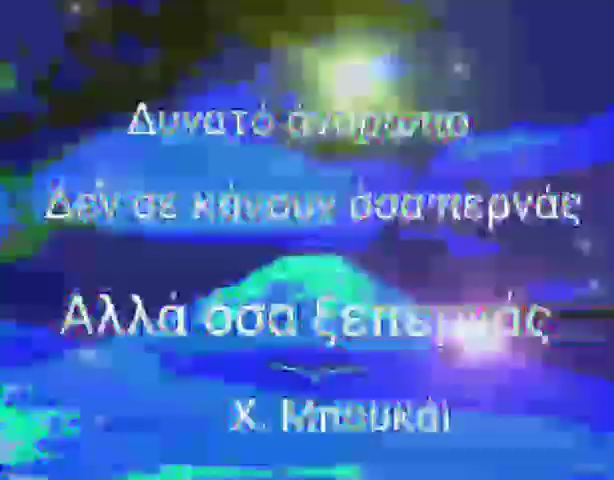 Δυνατό άνθρωπο
Δεν σε κάνουν όσα περνάς
Αλλά όσα ξεπερνάς
Χ. Μπουκάι